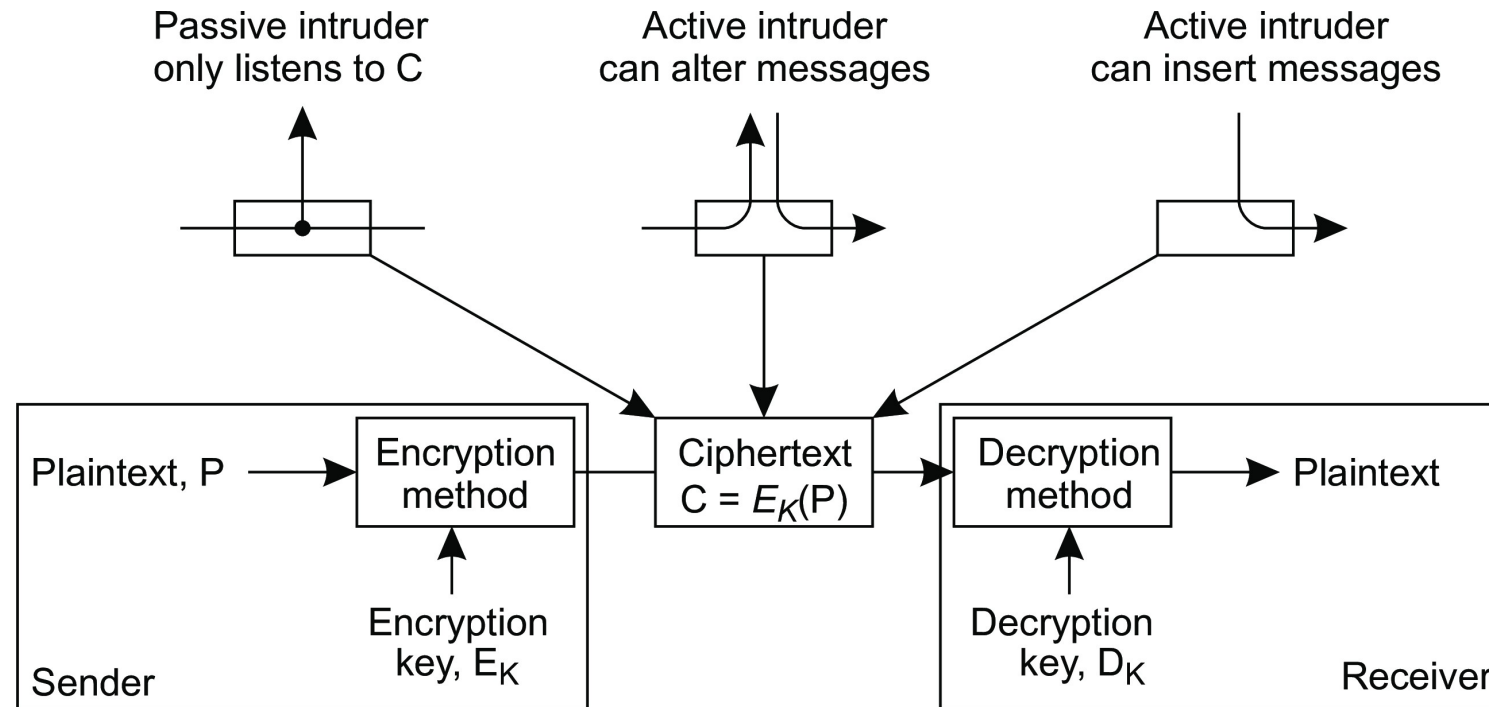 Passive intruder
only listens to C
Active intruder
can alter messages
Active intruder
can insert messages
Plaintext, P
Encryption
method
Ciphertext
C = E_K(P)
Decryption
method
Plaintext
Encryption
key, E_K
Decryption
key, D_K
Sender
Receiver